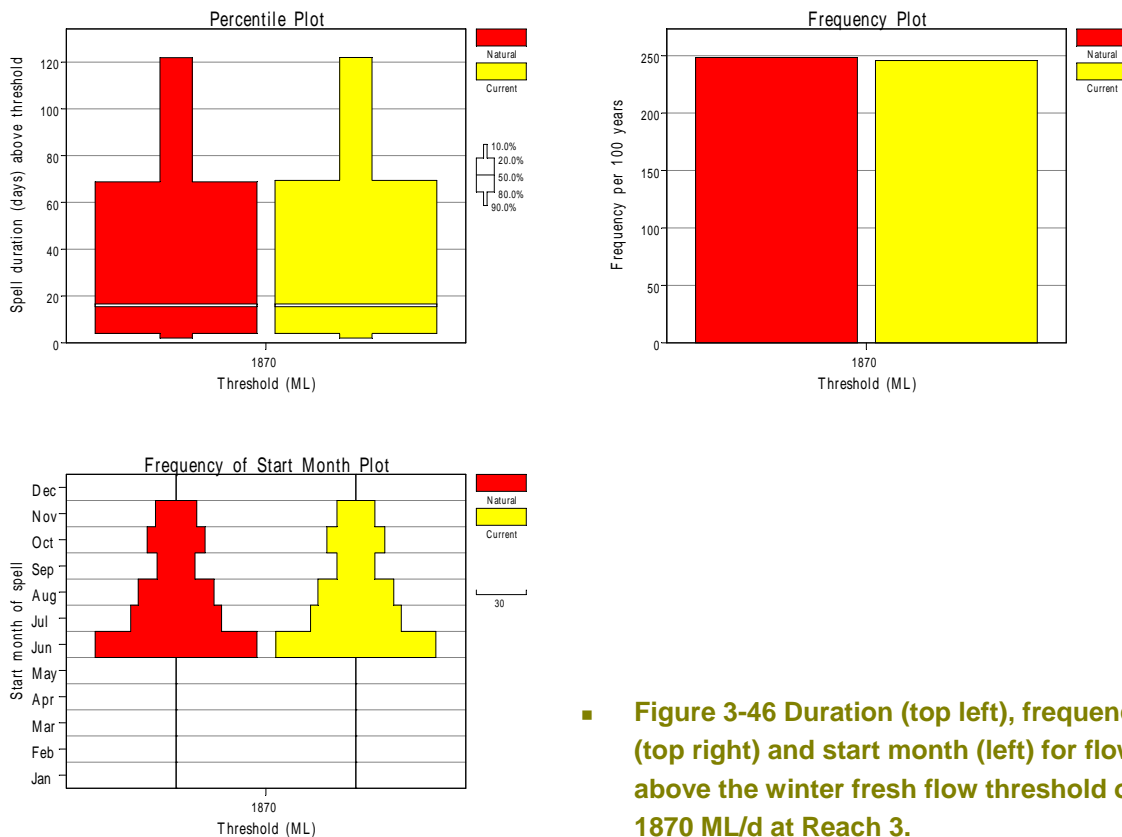 Percentile Plot
Spell duration (days) above threshold
120
100
80
60
40
20
0
1870
Threshold (ML)
Natural
Current
10.0%
20.0%
50.0%
80.0%
90.0%
Frequency Plot
Frequency per 100 years
250
200
150
100
50
0
1870
Threshold (ML)
Natural
Current
Frequency of Start Month Plot
Start month of spell
Dec
Nov
Oct
Sep
Aug
Jul
Jun
May
Apr
Mar
Feb
Jan
1870
Threshold (ML)
Natural
Current
30
▪ Figure 3-46 Duration (top left),
(top right) and start month (left) for
above the winter fresh flow threshold
1870 ML/d at Reach 3.